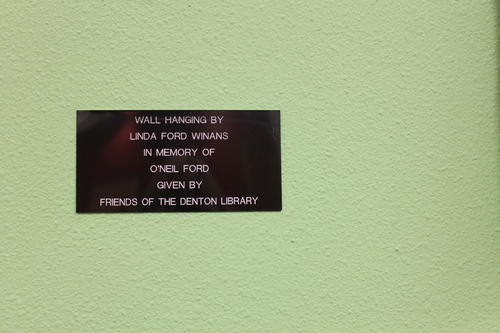 WALL HANGING BY
LINDA FORD WINANS
IN MEMORY OF
O'NEIL FORD
GIVEN BY
FRIENDS OF THE DENTON LIBRARY